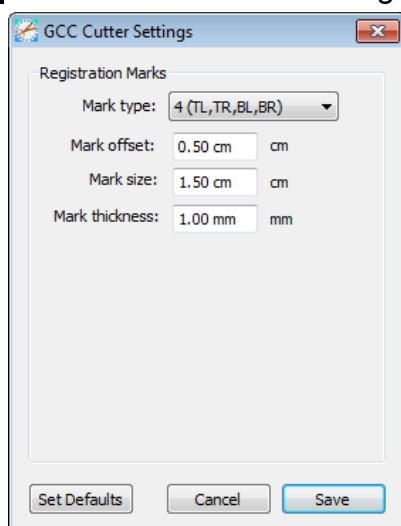 GCC Cutter Settings
Registration Marks
Mark type: 4 (TL,TR,BL,BR)
Mark offset: 0.50 cm cm
Mark size: 1.50 cm cm
Mark thickness: 1.00 mm mm
Set Defaults Cancel Save